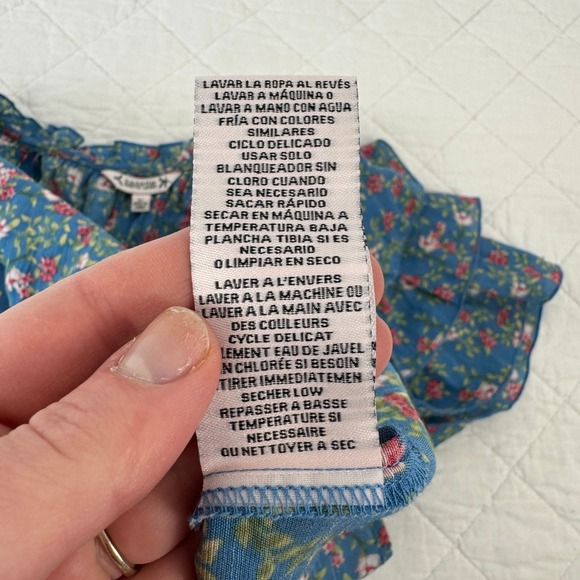 LAVAR LA ROPA AL REVÉS
LAVAR A MÁQUINA O
LAVAR A MANO CON AGUA
FRÍA CON COLORES
SIMILARES
CICLO DELICADO
USAR SOLO
BLANQUEADOR SIN
CLORO CUANDO
SEA NECESARIO
SACAR RÁPIDO
SECAR EN MÁQUINA A
TEMPERATURA BAJA
PLANCHA TIBIA SI ES
NECESARIO
O LIMPIAR EN SECO
LAVER A L'ENVERS
LAVER A LA MACHINE OU
LAVER A LA MAIN AVEC
DES COULEURS
CYCLE DELICAT
LEMENT EAU DE JAVEL
N CHLORÉE SI BESOIN
TIRER IMMEDIATEMEN
SECHER LOW
REPASSER A BASSE
TEMPERATURE SI
NECESSAIRE
OU NETTOYER A SEC